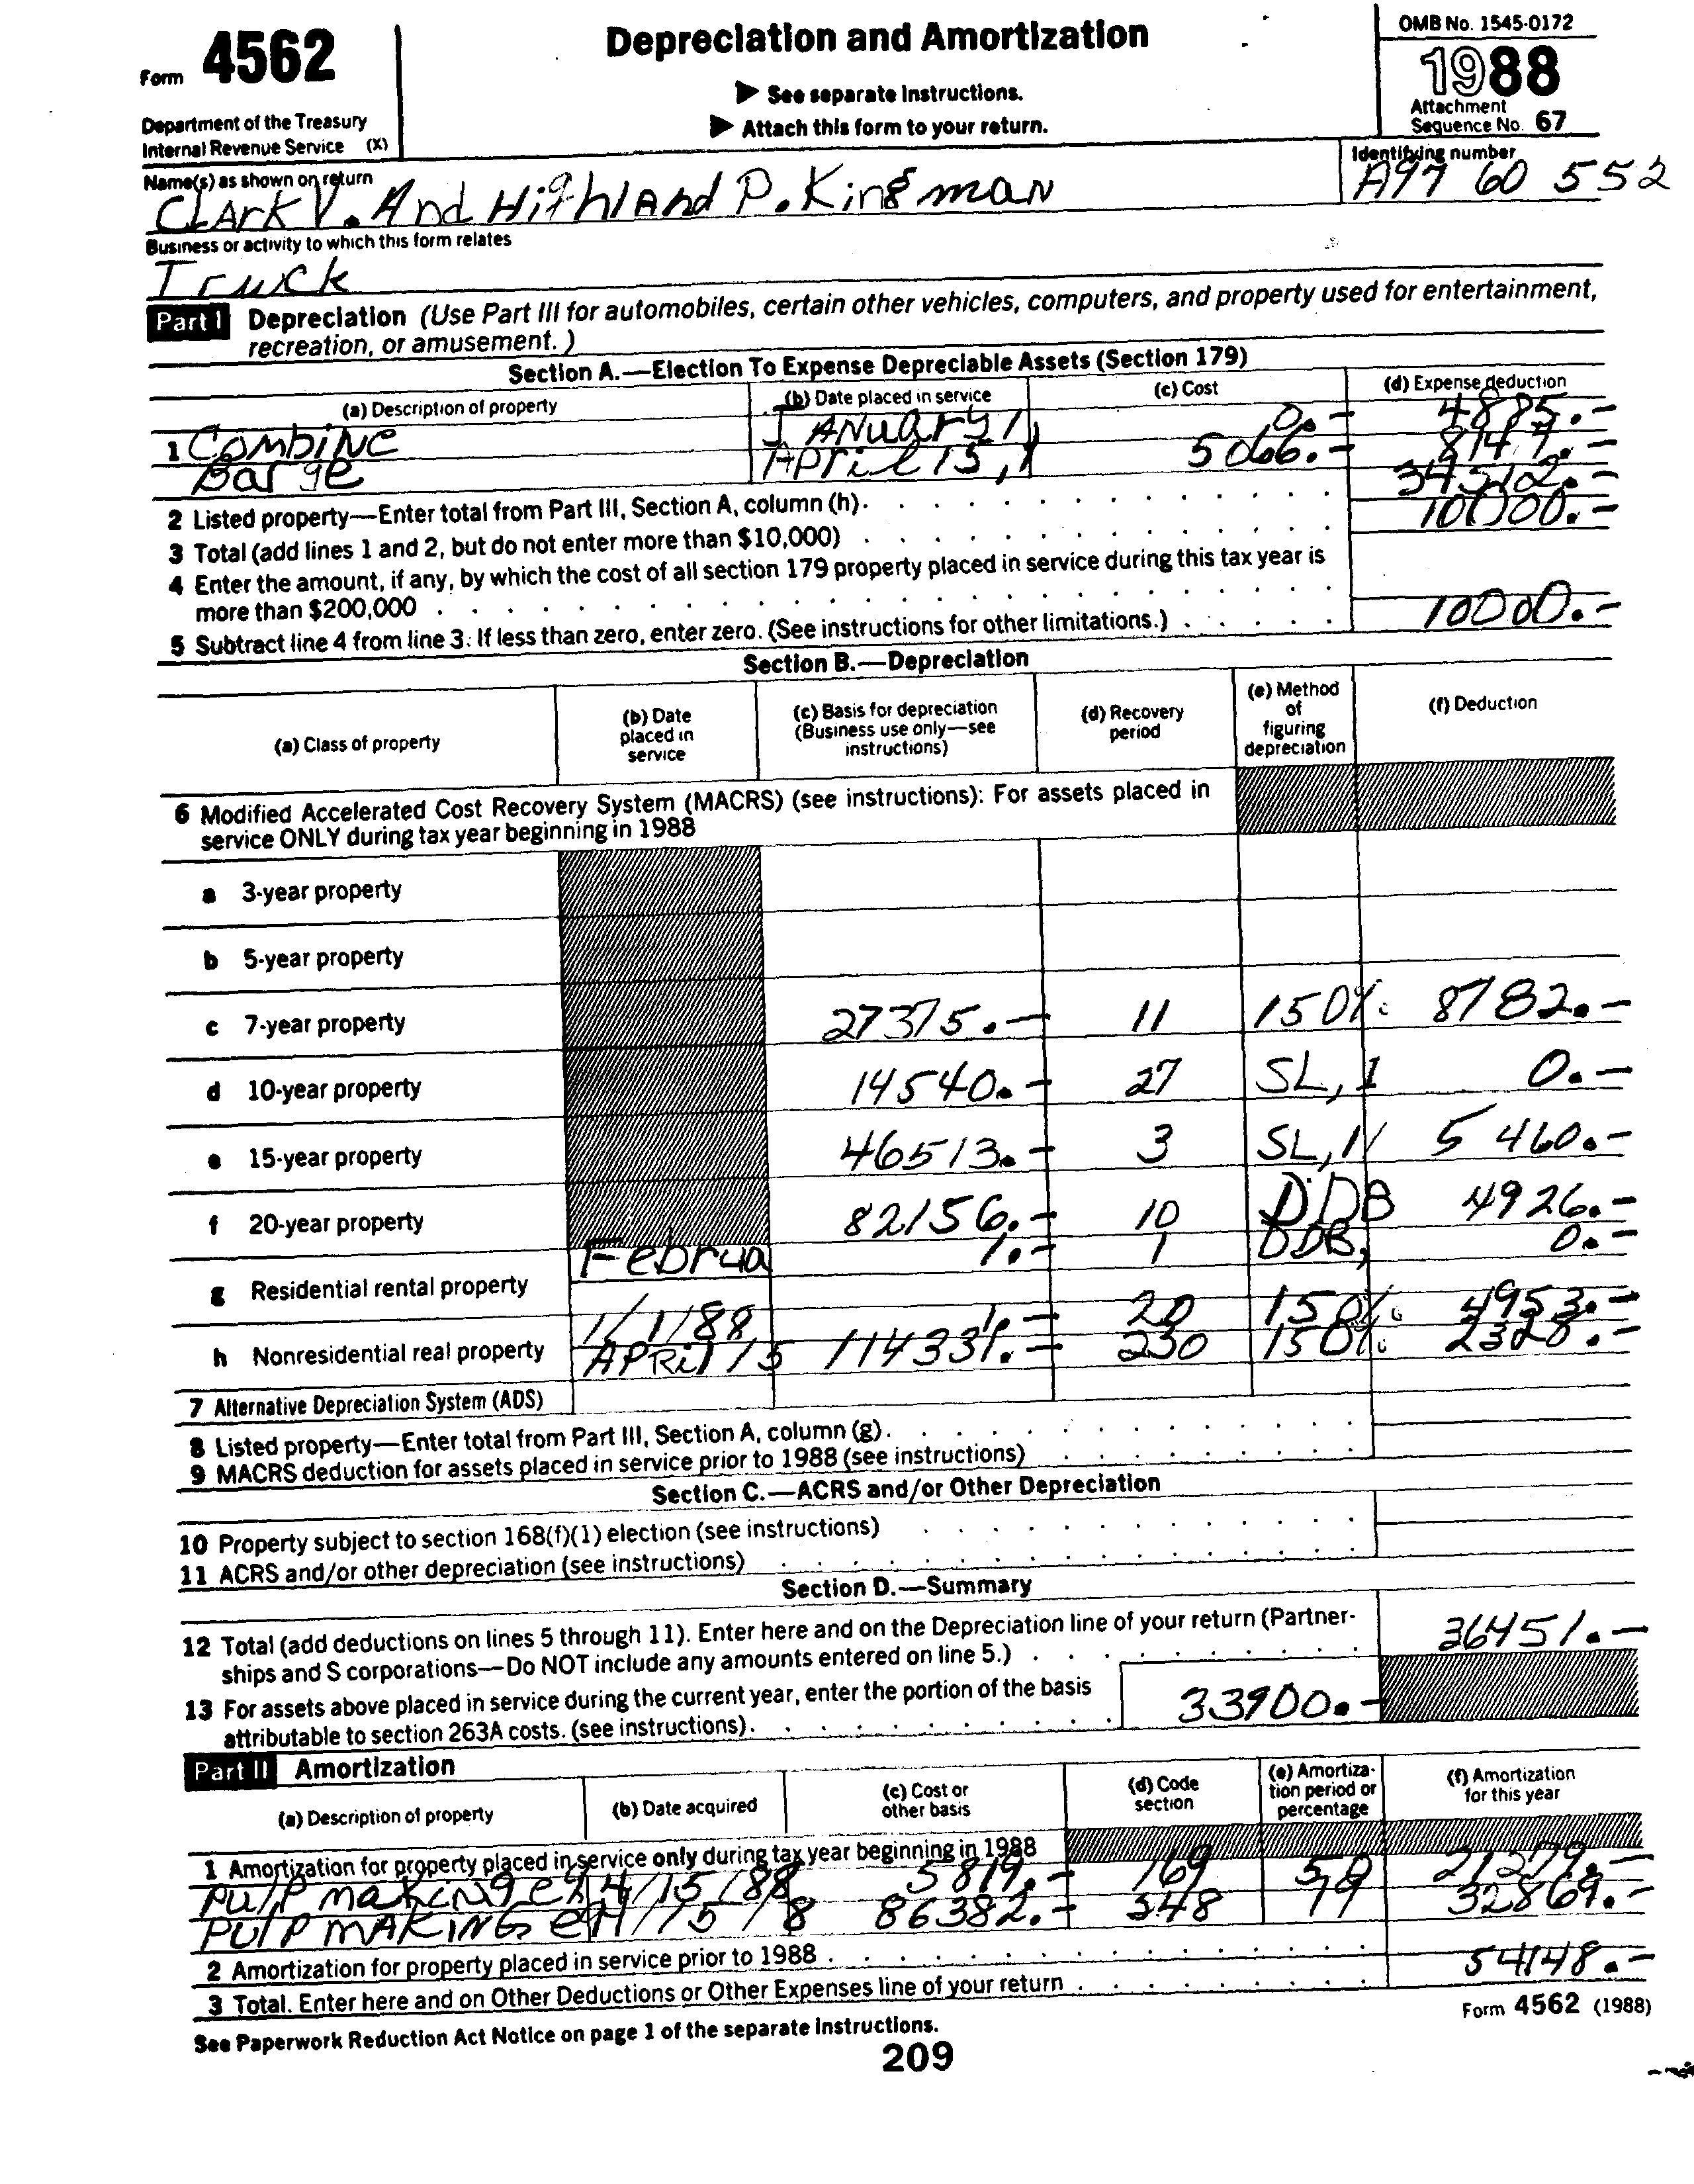 Form 4562
Department of the Treasury
Internal Revenue Service (X)
Depreciation and Amortization
▶ See separate Instructions.
▶ Attach this form to your return.
OMB No. 1545-0172
1988
Attachment
Sequence No. 67
Name(s) as shown on return
Identifying number
CLArk V. And HithlAnd P. Kingman
A97 60 552
Business or activity to which this form relates
Truck
Part I Depreciation (Use Part III for automobiles, certain other vehicles, computers, and property used for entertainment,
recreation, or amusement.)
Section A.—Election To Expense Depreciable Assets (Section 179)
(a) Description of property (b) Date placed in service (c) Cost (d) Expense deduction
1 Combine JANuary 1, 0.- 4885.-
Barge April 15, 1 5066.- 8147.-
2 Listed property—Enter total from Part III, Section A, column (h). 34512.-
3 Total (add lines 1 and 2, but do not enter more than $10,000) 10000.-
4 Enter the amount, if any, by which the cost of all section 179 property placed in service during this tax year is
more than $200,000
5 Subtract line 4 from line 3. If less than zero, enter zero. (See instructions for other limitations.) 10000.-
Section B.—Depreciation
(a) Class of property (b) Date placed in service (c) Basis for depreciation (Business use only—see instructions) (d) Recovery period (e) Method of figuring depreciation (f) Deduction
6 Modified Accelerated Cost Recovery System (MACRS) (see instructions): For assets placed in
service ONLY during tax year beginning in 1988
a 3-year property
b 5-year property
c 7-year property 27375.- 11 150% 8782.-
d 10-year property 14540.- 27 SL, 1 0.-
e 15-year property 46513.- 3 SL, 1/ 5460.-
f 20-year property 82156.- 10 DDB 4926.-
Februa 1.- 1 DDB, 0.-
g Residential rental property
1/1/88 1.- 20 150% 4953.-
h Nonresidential real property APRil 15 114331.- 230 150% 2328.-
7 Alternative Depreciation System (ADS)
8 Listed property—Enter total from Part III, Section A, column (g).
9 MACRS deduction for assets placed in service prior to 1988 (see instructions)
Section C.—ACRS and/or Other Depreciation
10 Property subject to section 168(f)(1) election (see instructions)
11 ACRS and/or other depreciation (see instructions)
Section D.—Summary
12 Total (add deductions on lines 5 through 11). Enter here and on the Depreciation line of your return (Partner-
ships and S corporations—Do NOT include any amounts entered on line 5.) 36451.-
13 For assets above placed in service during the current year, enter the portion of the basis
attributable to section 263A costs. (see instructions). 33900.-
Part II Amortization
(a) Description of property (b) Date acquired (c) Cost or other basis (d) Code section (e) Amortization period or percentage (f) Amortization for this year
1 Amortization for property placed in service only during tax year beginning in 1988
Pulp making 4/15/88 5819.- 169 50 21279.-
PUlP MAKING 1/15/8 86382.- 248 19 32869.-
2 Amortization for property placed in service prior to 1988
3 Total. Enter here and on Other Deductions or Other Expenses line of your return 54148.-
See Paperwork Reduction Act Notice on page 1 of the separate Instructions.
Form 4562 (1988)
209